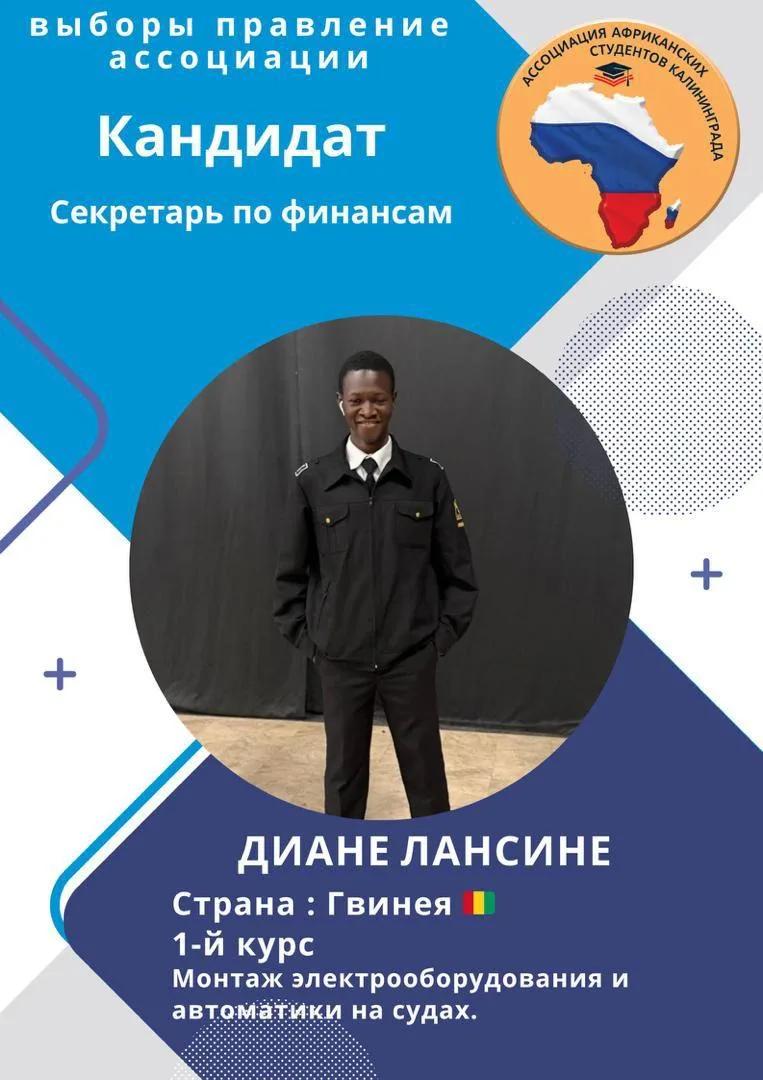 выборы правление
ассоциации
АССОЦИАЦИЯ АФРИКАНСКИХ
СТУДЕНТОВ КАЛИНИНГРАДА
Кандидат
Секретарь по финансам
ДИАНЕ ЛАНСИНЕ
Страна : Гвинея 🇬🇳
1-й курс
Монтаж электрооборудования и
автоматики на судах.